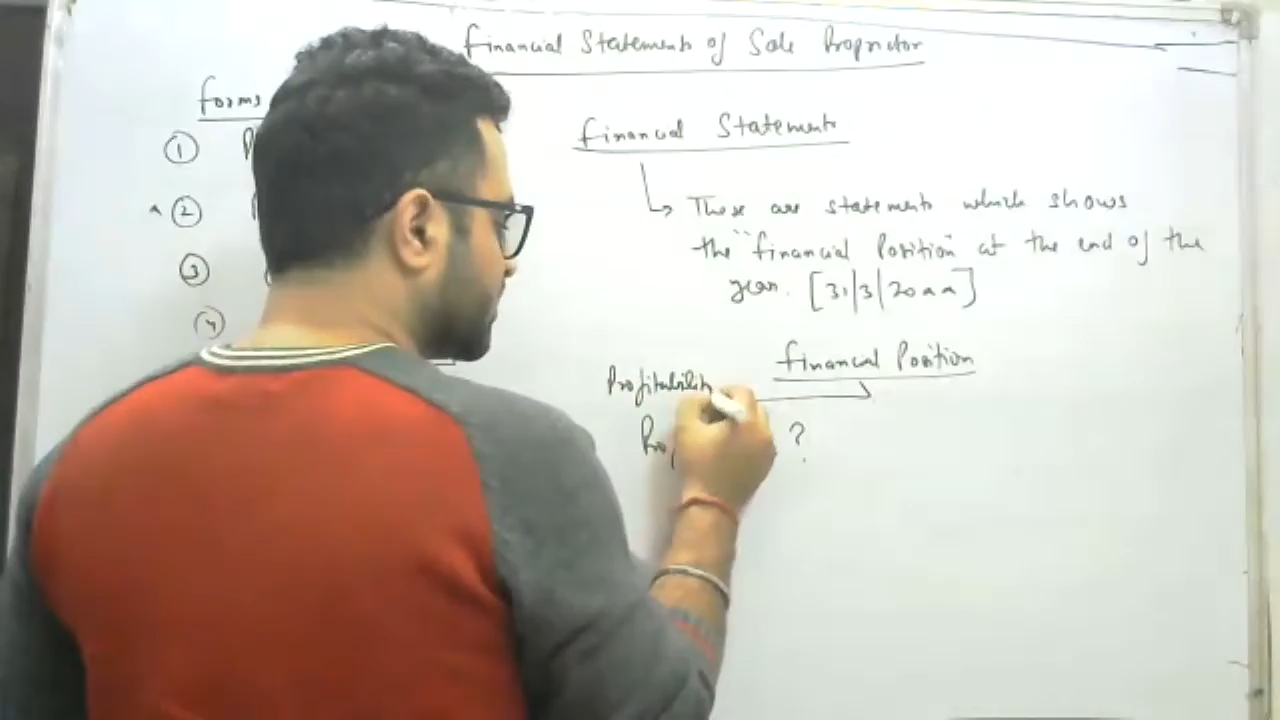 Financial Statements of Sole Proprietor
forms
1
2
3
4
Financial Statements
These are statements which shows
the "financial Position" at the end of the
year. [31/3/20xx]
Financial Position
Profitability
?